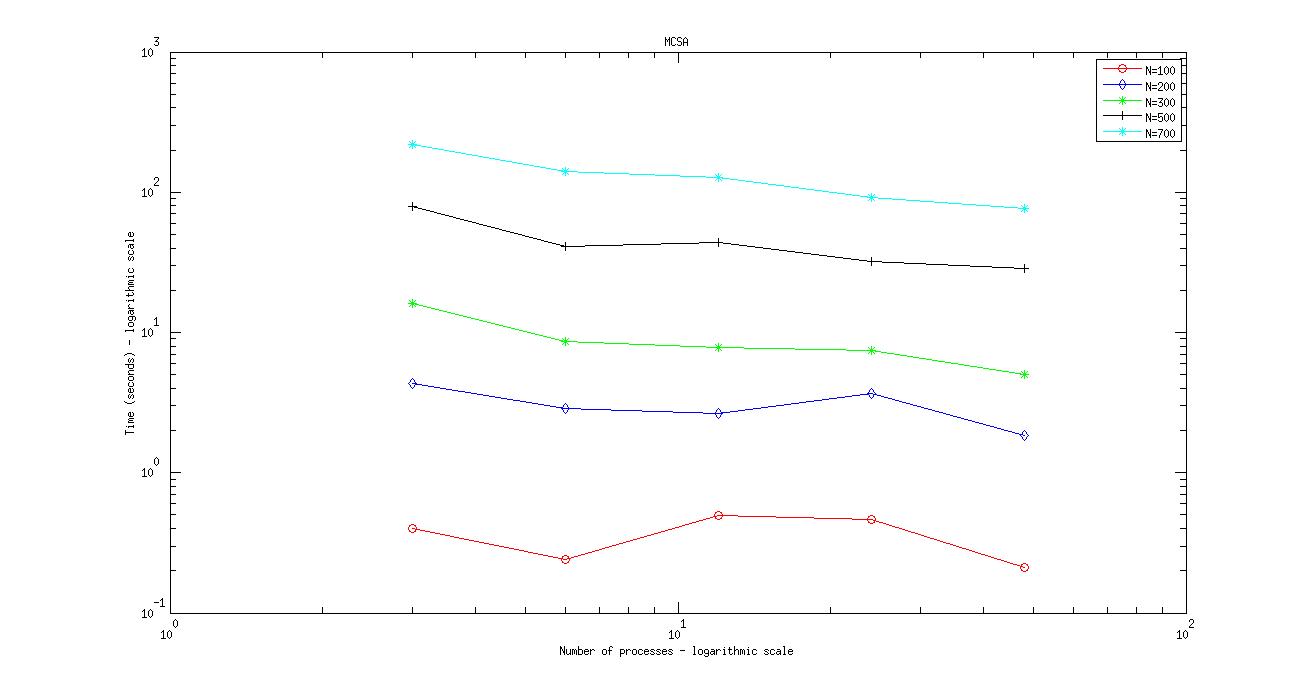 MCSA
10^3
10^2
10^1
10^0
10^-1
Time (seconds) - logarithmic scale
N=100
N=200
N=300
N=500
N=700
10^0
10^1
10^2
Number of processes - logarithmic scale